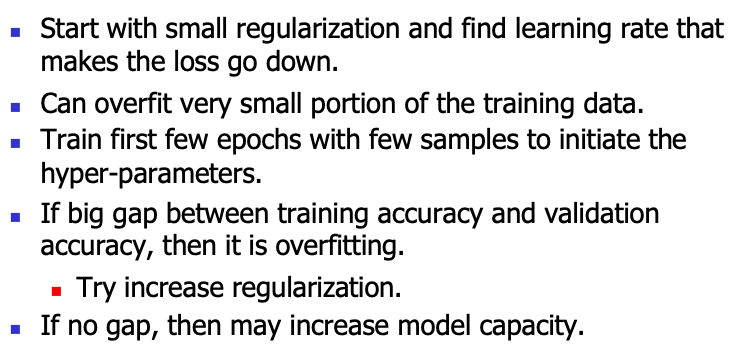 Start with small regularization and find learning rate that
makes the loss go down.
Can overfit very small portion of the training data.
Train first few epochs with few samples to initiate the
hyper-parameters.
If big gap between training accuracy and validation
accuracy, then it is overfitting.
Try increase regularization.
If no gap, then may increase model capacity.